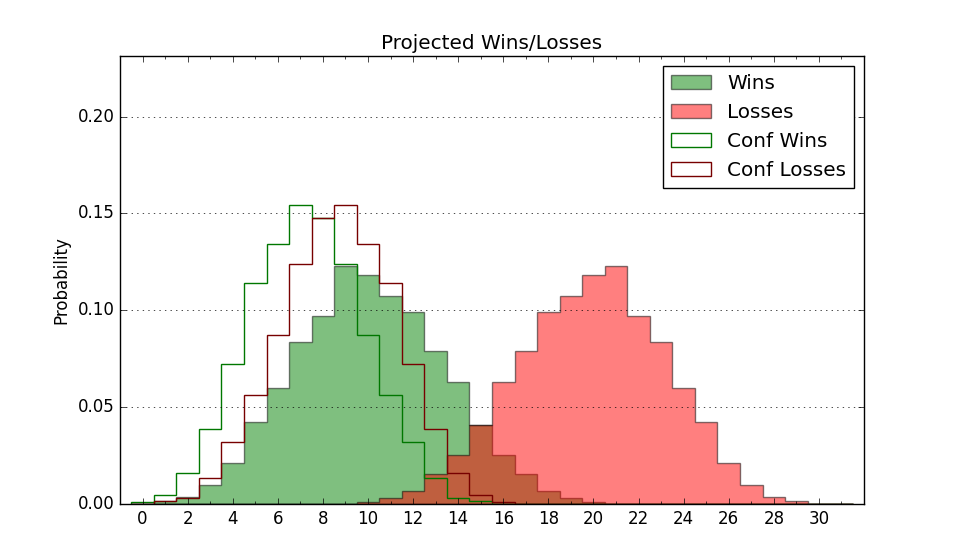 Projected Wins/Losses
Wins
Losses
Conf Wins
Conf Losses
Probability
0.20
0.15
0.10
0.05
0.00
0 2 4 6 8 10 12 14 16 18 20 22 24 26 28 30